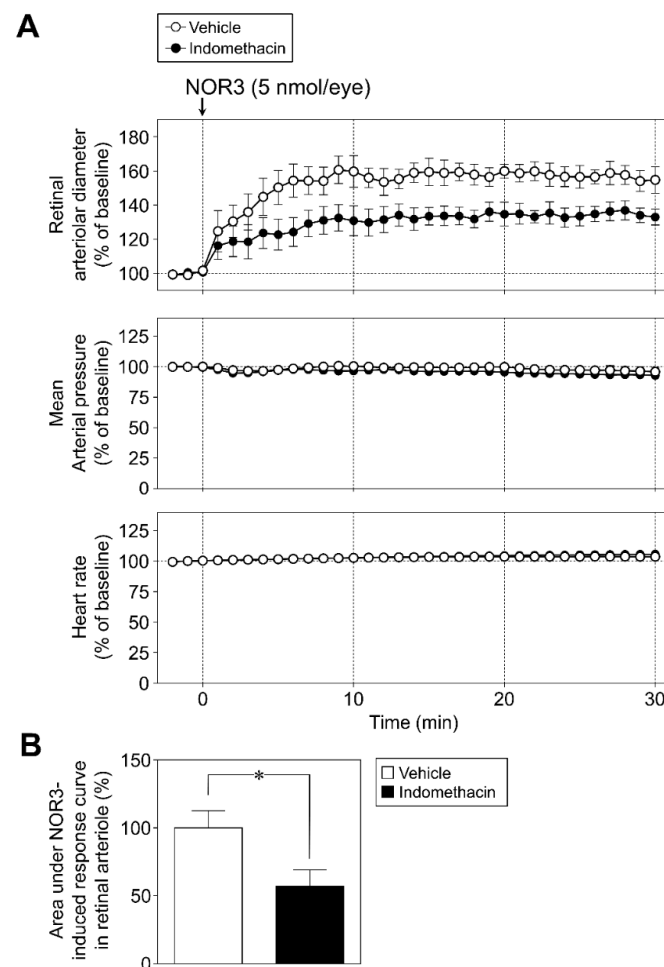 A
Vehicle
Indomethacin
NOR3 (5 nmol/eye)
Retinal
arteriolar diameter
(% of baseline)
180
160
140
120
100
Mean
Arterial pressure
(% of baseline)
125
100
75
50
25
0
Heart rate
(% of baseline)
125
100
75
50
25
0
0
10
20
30
Time (min)
B
Area under NOR3-
induced response curve
in retinal arteriole (%)
150
100
50
0
*
Vehicle
Indomethacin